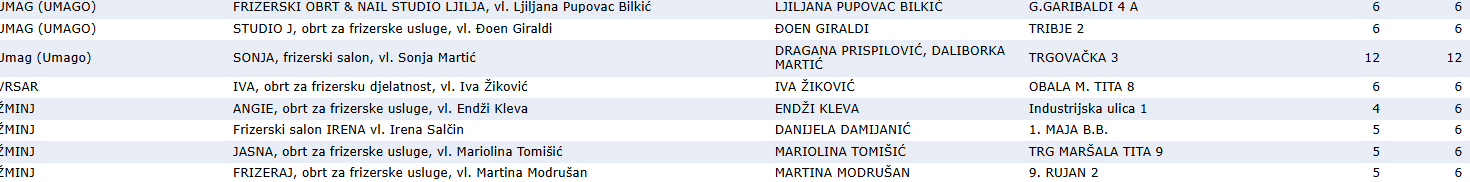 UMAG (UMAGO) FRIZERSKI OBRT & NAIL STUDIO LJILJA, vl. Ljiljana Pupovac Bilkić LJILJANA PUPOVAC BILKIĆ G.GARIBALDI 4 A 6 6
UMAG (UMAGO) STUDIO J, obrt za frizerske usluge, vl. Đoen Giraldi ĐOEN GIRALDI TRIBJE 2 6 6
Umag (Umago) SONJA, frizerski salon, vl. Sonja Martić DRAGANA PRISPILOVIĆ, DALIBORKA MARTIĆ TRGOVAČKA 3 12 12
VRSAR IVA, obrt za frizersku djelatnost, vl. Iva Žiković IVA ŽIKOVIĆ OBALA M. TITA 8 6 6
ŽMINJ ANGIE, obrt za frizerske usluge, vl. Endži Kleva ENDŽI KLEVA Industrijska ulica 1 4 6
ŽMINJ Frizerski salon IRENA vl. Irena Salčin DANIJELA DAMIJANIĆ 1. MAJA B.B. 5 6
ŽMINJ JASNA, obrt za frizerske usluge, vl. Mariolina Tomišić MARIOLINA TOMIŠIĆ TRG MARŠALA TITA 9 5 6
ŽMINJ FRIZERAJ, obrt za frizerske usluge, vl. Martina Modrušan MARTINA MODRUŠAN 9. RUJAN 2 5 6